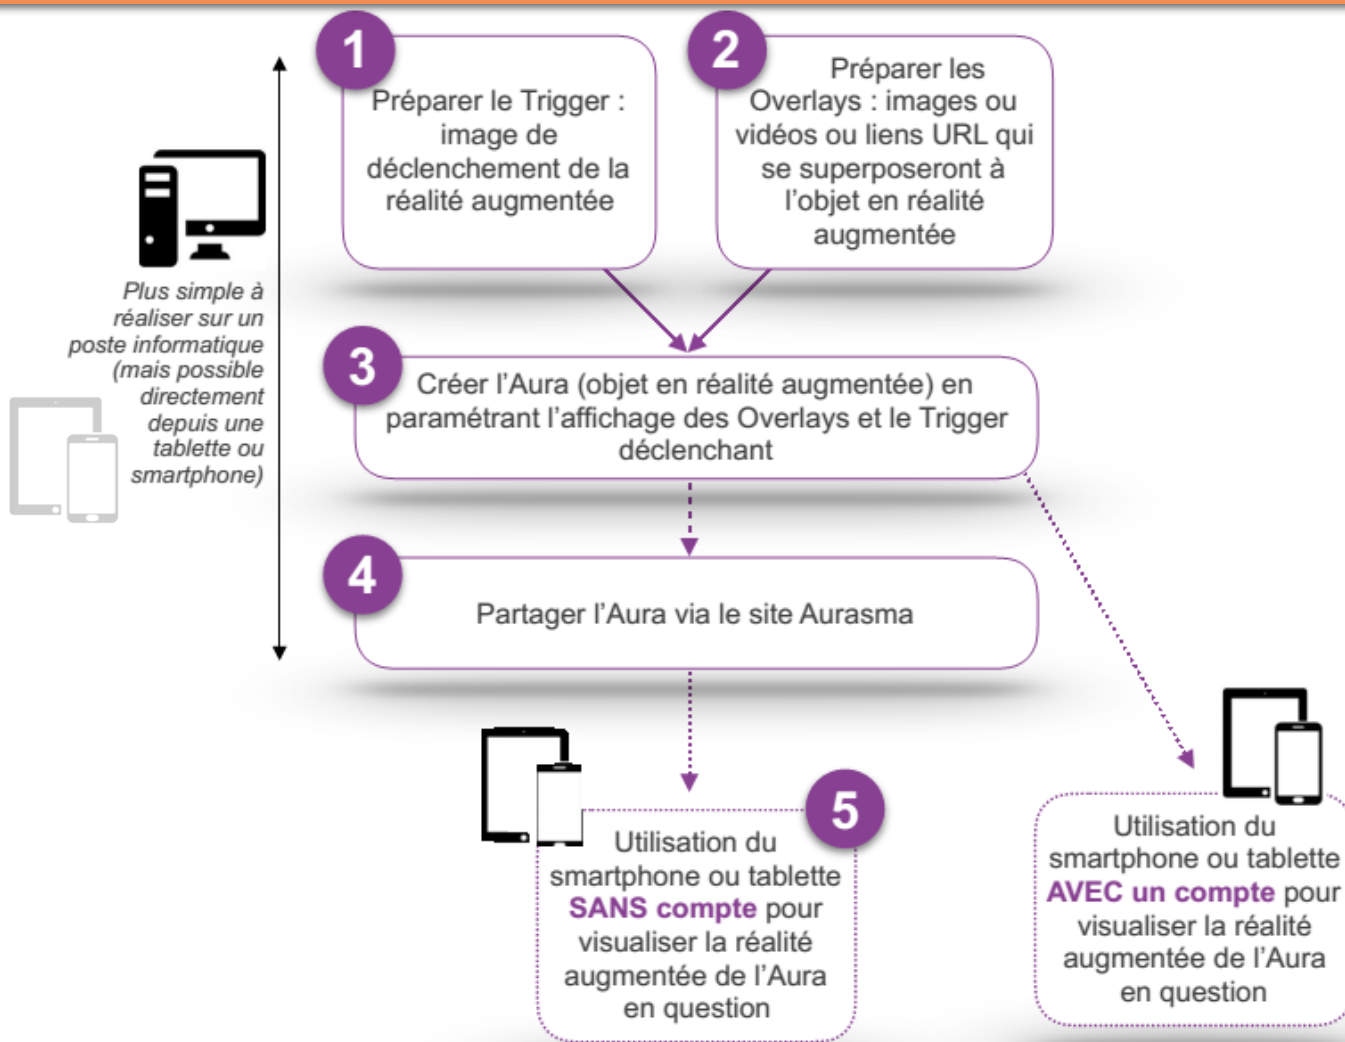 1
Préparer le Trigger :
image de
déclenchement de la
réalité augmentée
2
Préparer les
Overlays : images ou
vidéos ou liens URL qui
se superposeront à
l’objet en réalité
augmentée
Plus simple à
réaliser sur un
poste informatique
(mais possible
directement
depuis une
tablette ou
smartphone)
3
Créer l’Aura (objet en réalité augmentée) en
paramétrant l’affichage des Overlays et le Trigger
déclenchant
4
Partager l’Aura via le site Aurasma
5
Utilisation du
smartphone ou tablette
SANS compte pour
visualiser la réalité
augmentée de l’Aura
en question
Utilisation du
smartphone ou tablette
AVEC un compte pour
visualiser la réalité
augmentée de l’Aura
en question